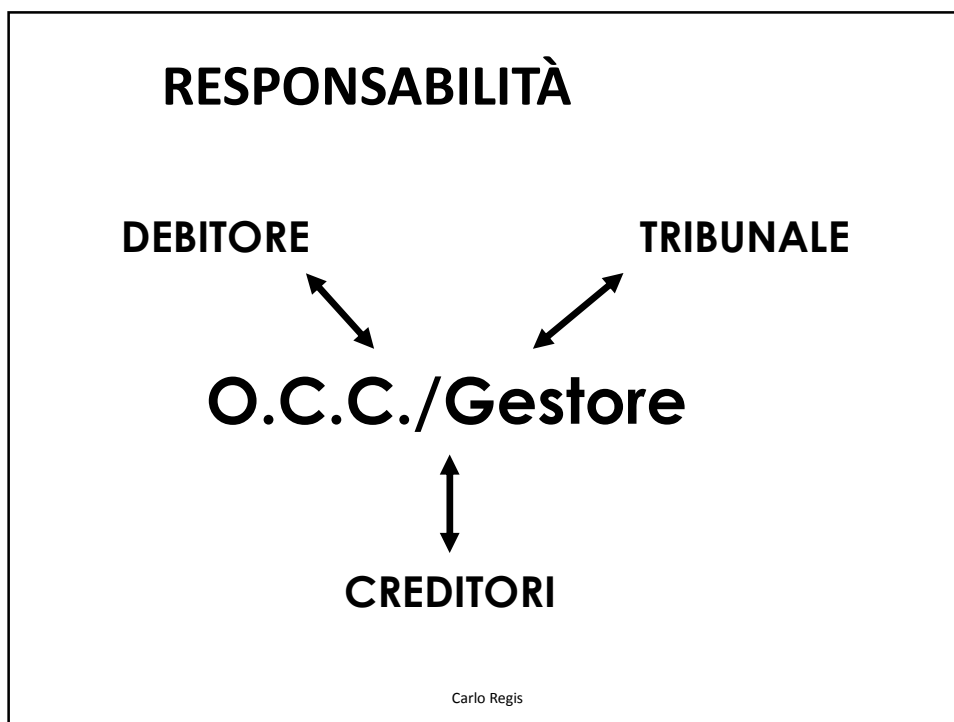 RESPONSABILITÀ
DEBITORE TRIBUNALE
O.C.C./Gestore
CREDITORI
Carlo Regis